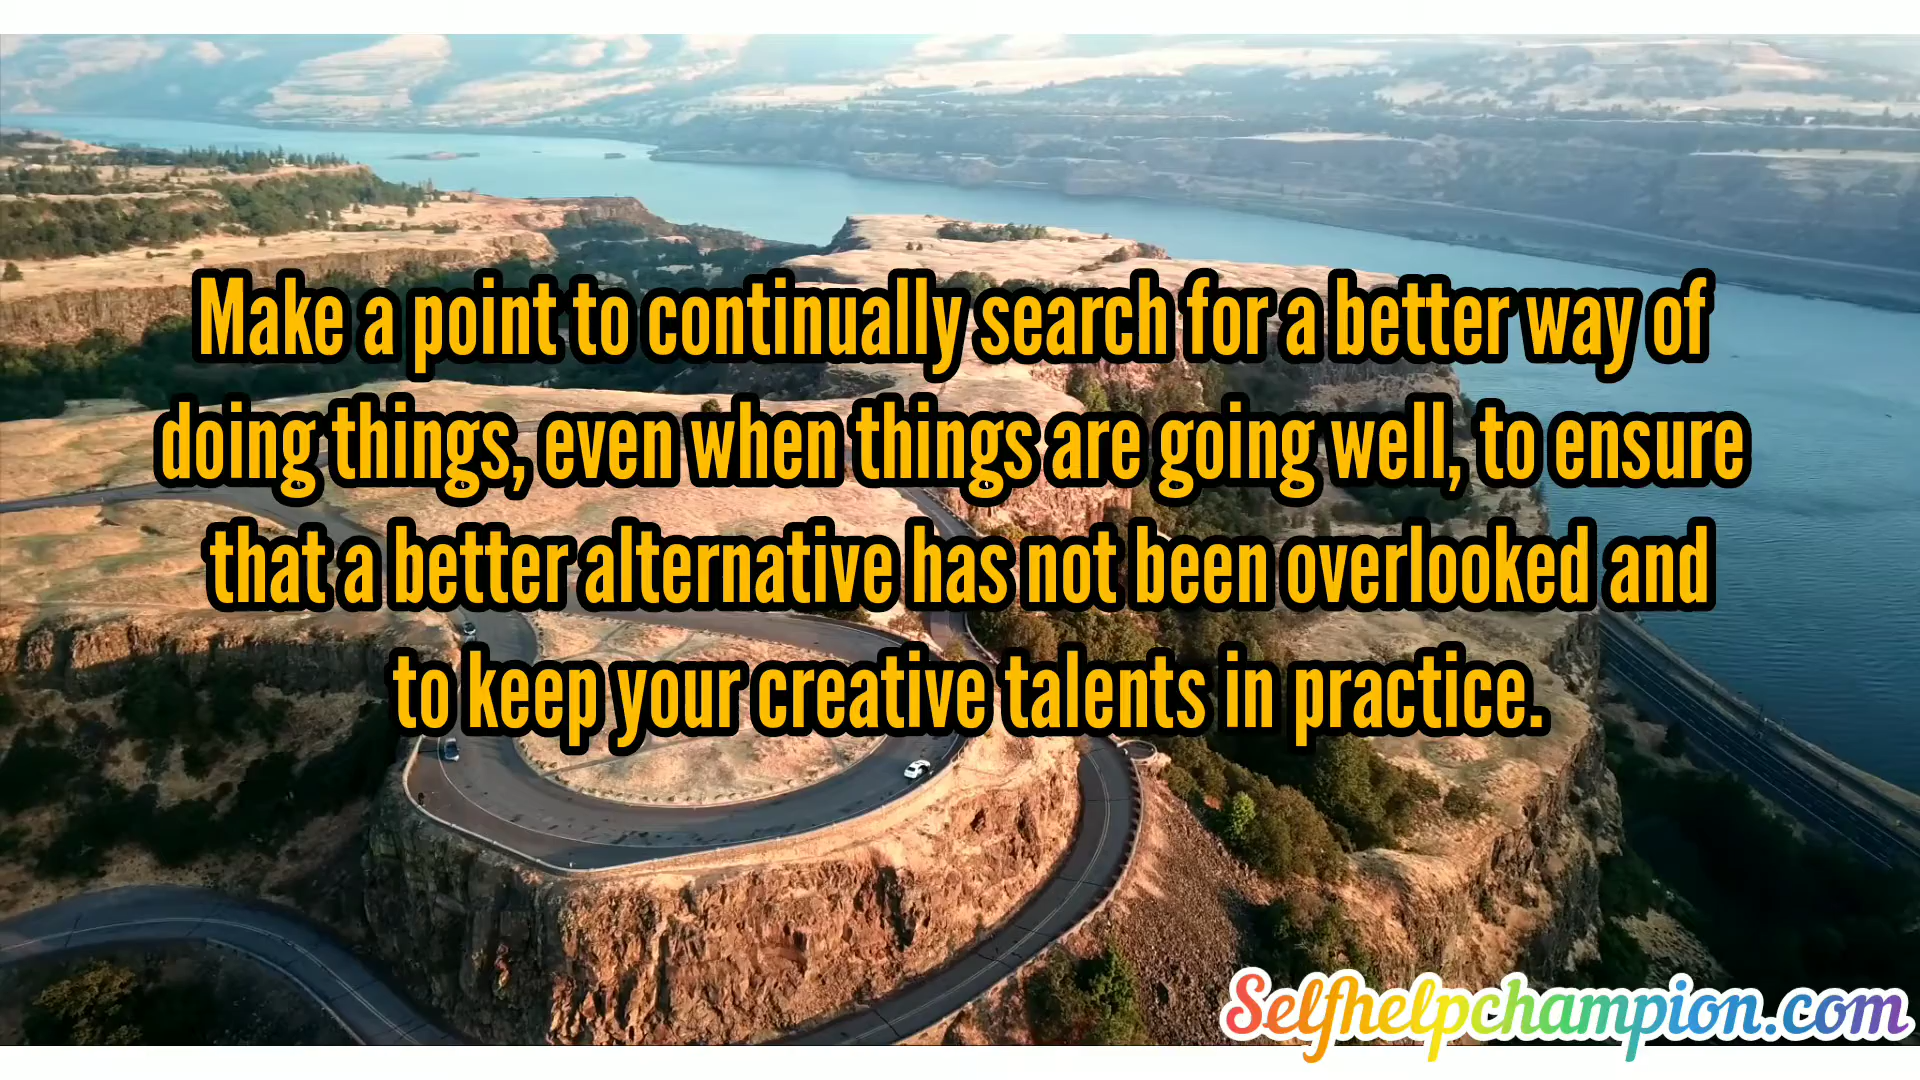 Make a point to continually search for a better way of
doing things, even when things are going well, to ensure
that a better alternative has not been overlooked and
to keep your creative talents in practice.
Selfhelpchampion.com